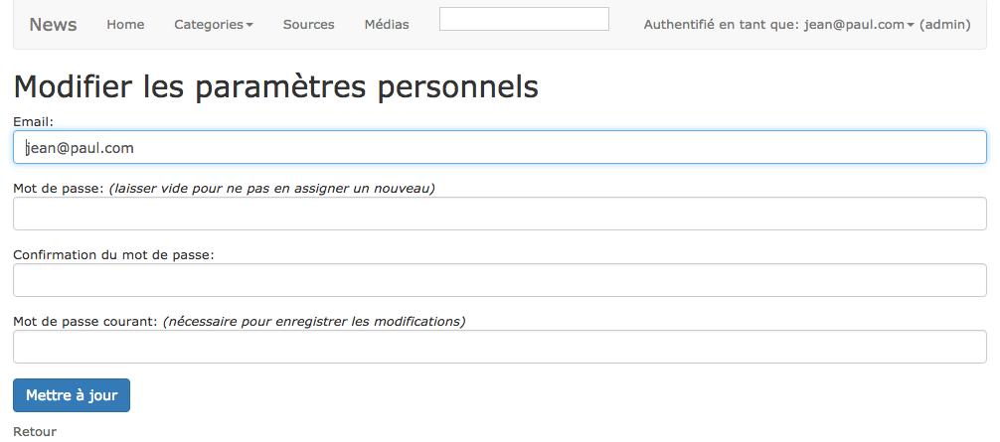 News Home Categories Sources Médias Authentifié en tant que: jean@paul.com (admin)
Modifier les paramètres personnels
Email:
jean@paul.com
Mot de passe: (laisser vide pour ne pas en assigner un nouveau)
Confirmation du mot de passe:
Mot de passe courant: (nécessaire pour enregistrer les modifications)
Mettre à jour
Retour